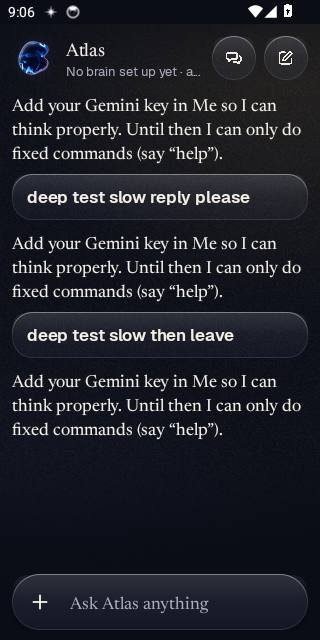 9:06
Atlas
No brain set up yet · a...
Add your Gemini key in Me so I can
think properly. Until then I can only do
fixed commands (say “help”).
deep test slow reply please
Add your Gemini key in Me so I can
think properly. Until then I can only do
fixed commands (say “help”).
deep test slow then leave
Add your Gemini key in Me so I can
think properly. Until then I can only do
fixed commands (say “help”).
Ask Atlas anything